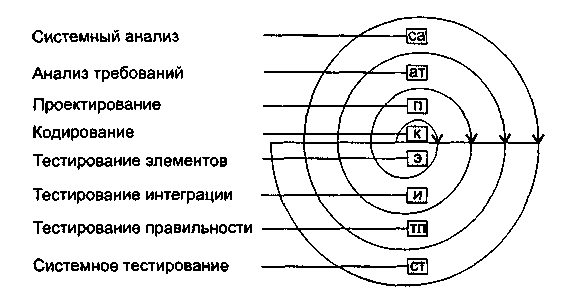 Системный анализ са
Анализ требований ат
Проектирование п
Кодирование к
Тестирование элементов э
Тестирование интеграции и
Тестирование правильности тп
Системное тестирование ст